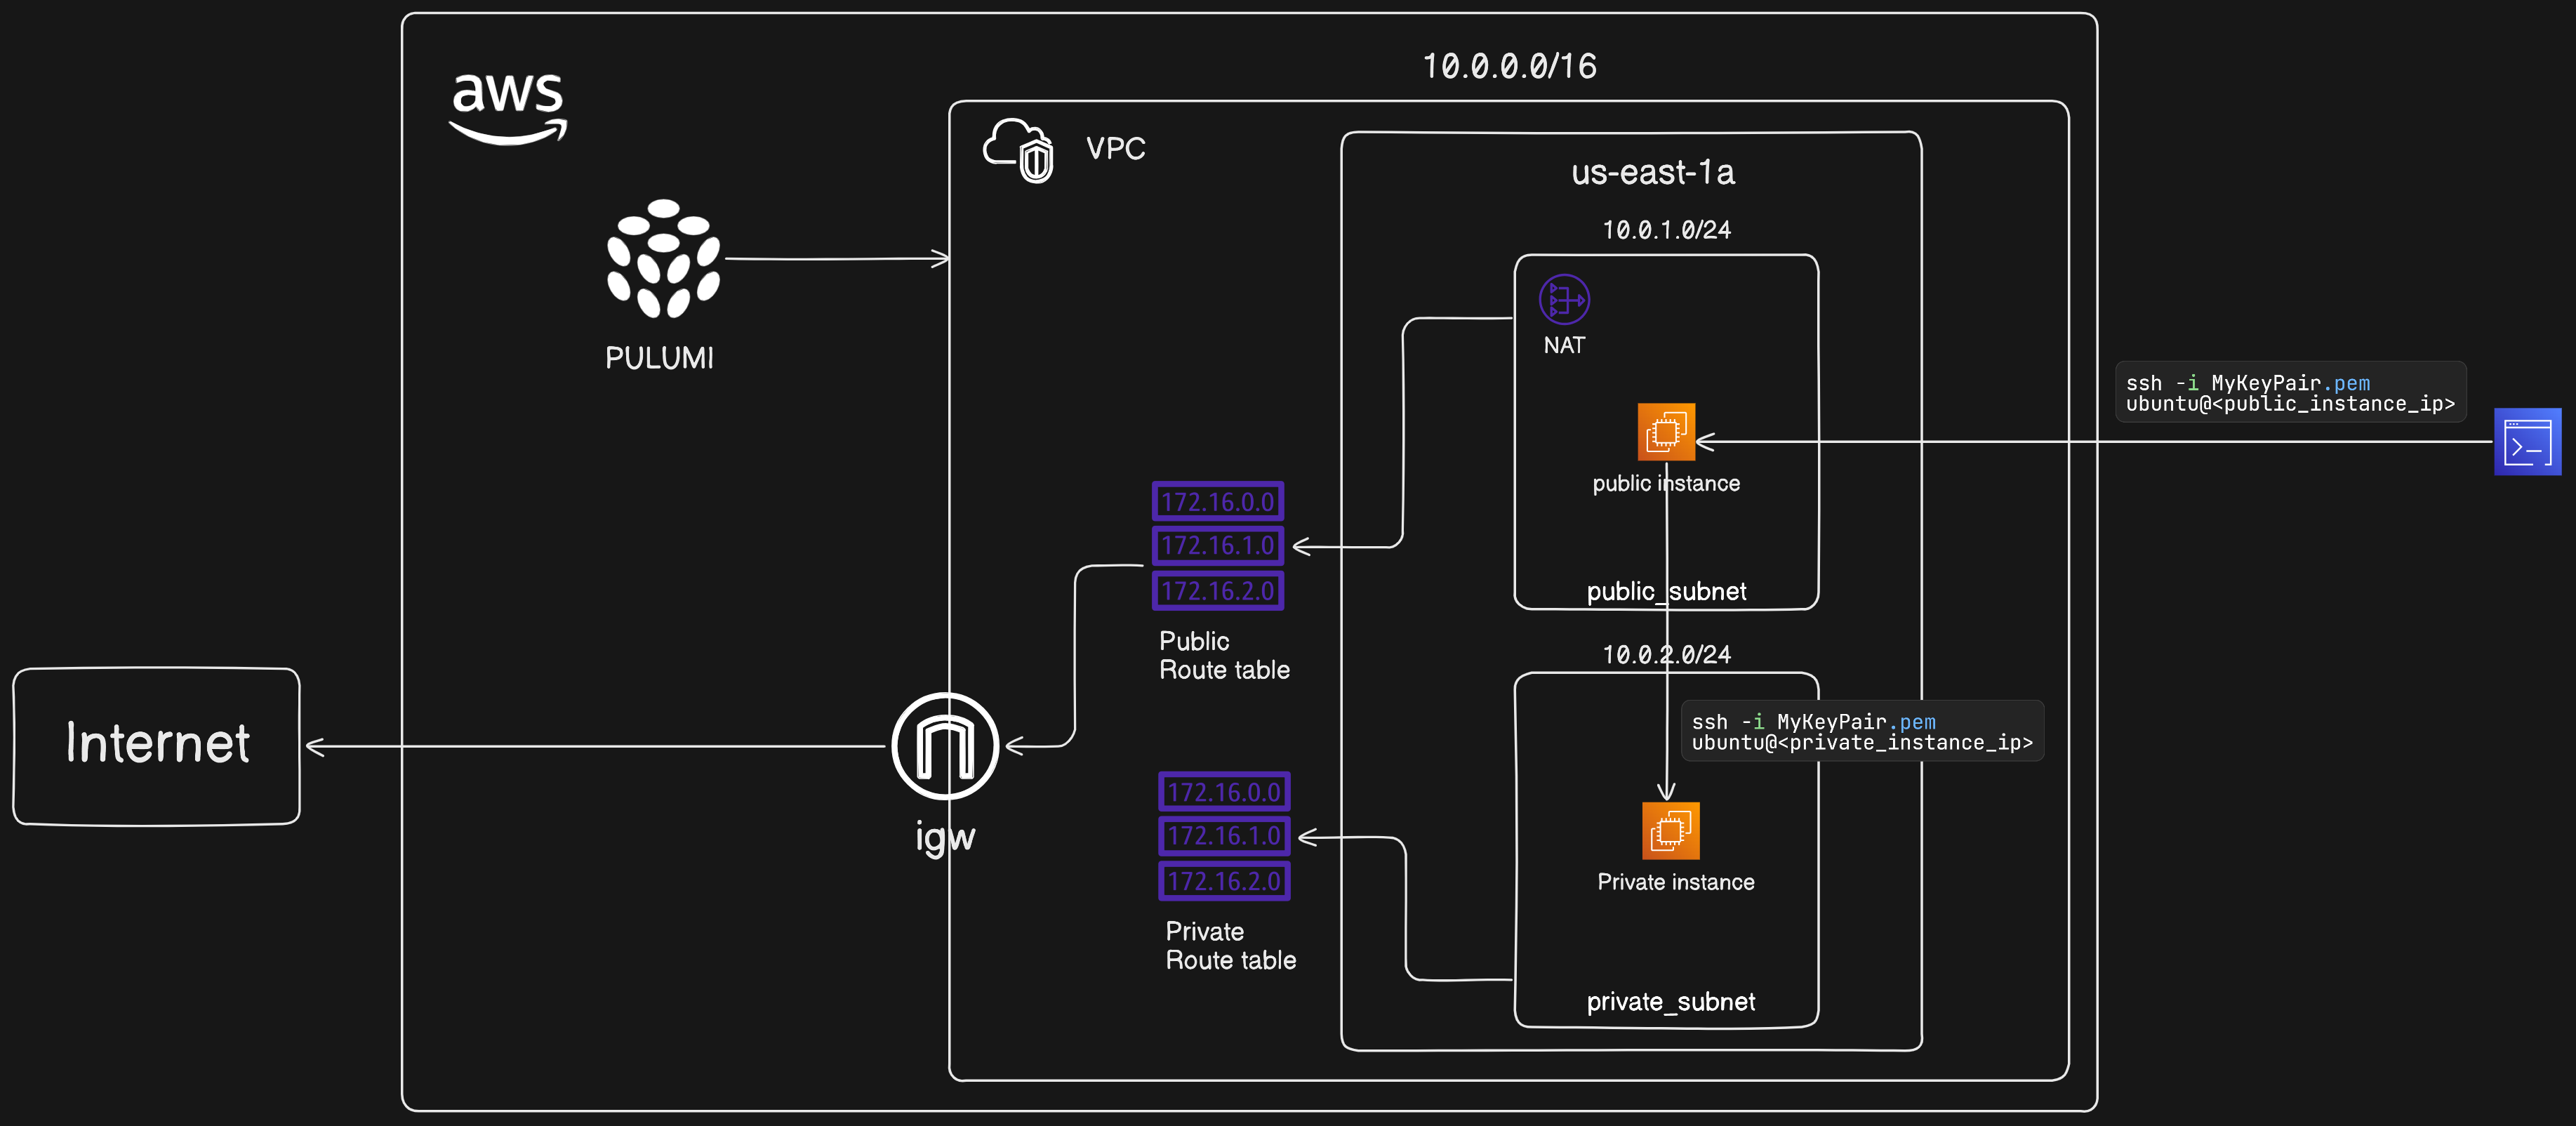 10.0.0.0/16
aws
VPC
us-east-1a
10.0.1.0/24
PULUMI
NAT
ssh -i MyKeyPair.pem
ubuntu@<public_instance_ip>
public instance
172.16.0.0
172.16.1.0
172.16.2.0
public_subnet
Public
Route table
10.0.2.0/24
ssh -i MyKeyPair.pem
ubuntu@<private_instance_ip>
Internet
igw
172.16.0.0
172.16.1.0
172.16.2.0
Private instance
Private
Route table
private_subnet